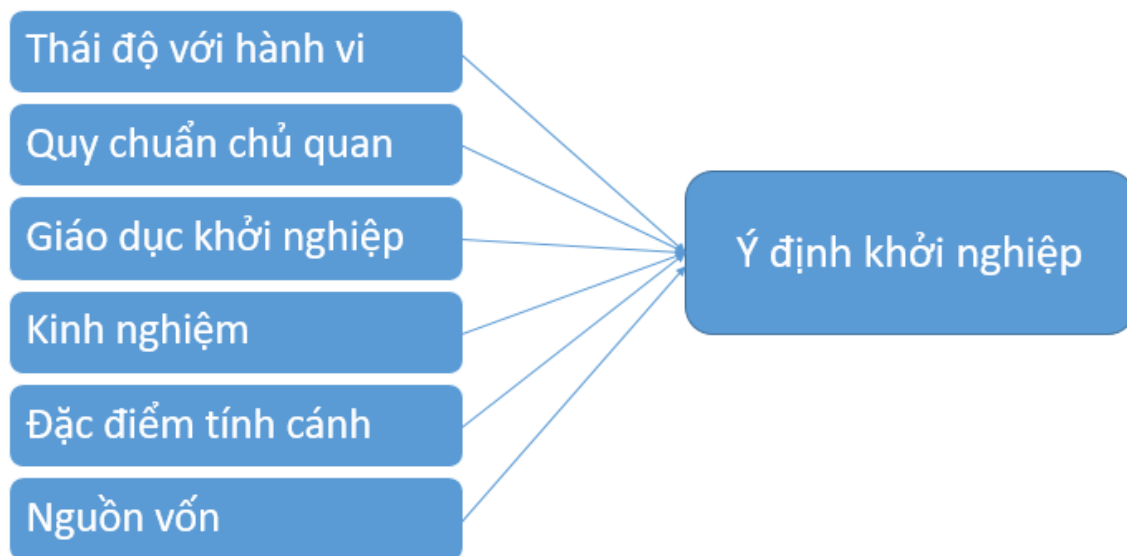 Thái độ với hành vi
Quy chuẩn chủ quan
Giáo dục khởi nghiệp
Kinh nghiệm
Đặc điểm tính cánh
Nguồn vốn
Ý định khởi nghiệp